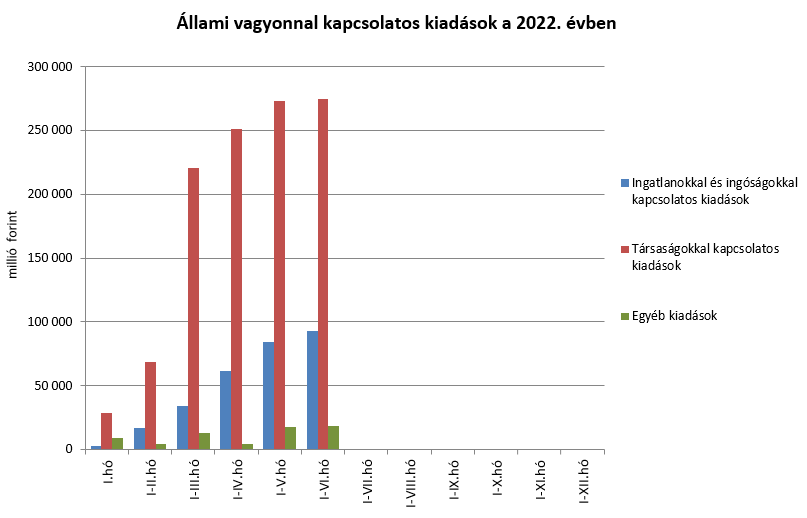 Állami vagyonnal kapcsolatos kiadások a 2022. évben
300 000
250 000
200 000
150 000
100 000
50 000
0
millió forint
I.hó
I-II.hó
I-III.hó
I-IV.hó
I-V.hó
I-VI.hó
I-VII.hó
I-VIII.hó
I-IX.hó
I-X.hó
I-XI.hó
I-XII.hó
Ingatlanokkal és ingóságokkal
kapcsolatos kiadások
Társaságokkal kapcsolatos
kiadások
Egyéb kiadások